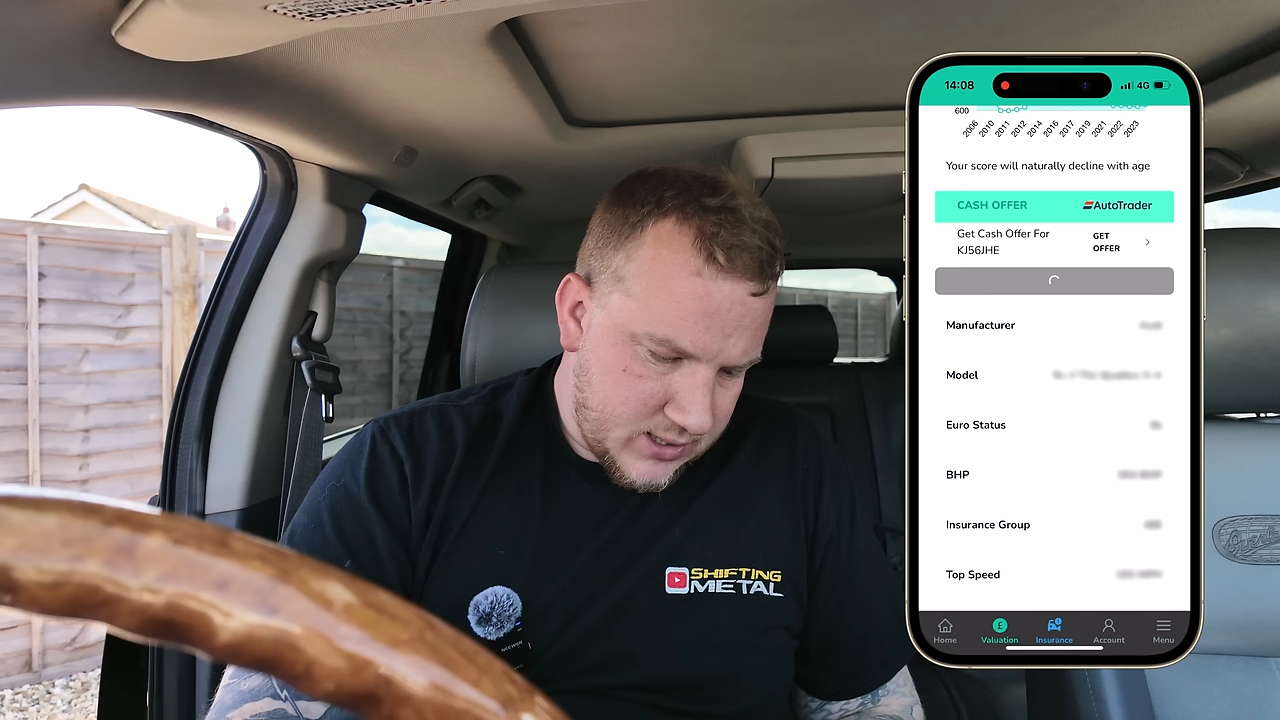 WARNING
14:08
4G
600
2006
2010
2011
2012
2014
2016
2017
2019
2021
2022
2023
Your score will naturally decline with age
CASH OFFER
AutoTrader
Get Cash Offer For
KJ56JHE
GET
OFFER
Manufacturer
Model
Euro Status
BHP
Insurance Group
Top Speed
Home
Valuation
Insurance
Account
Menu
SHIFTING
METAL
NEEWER